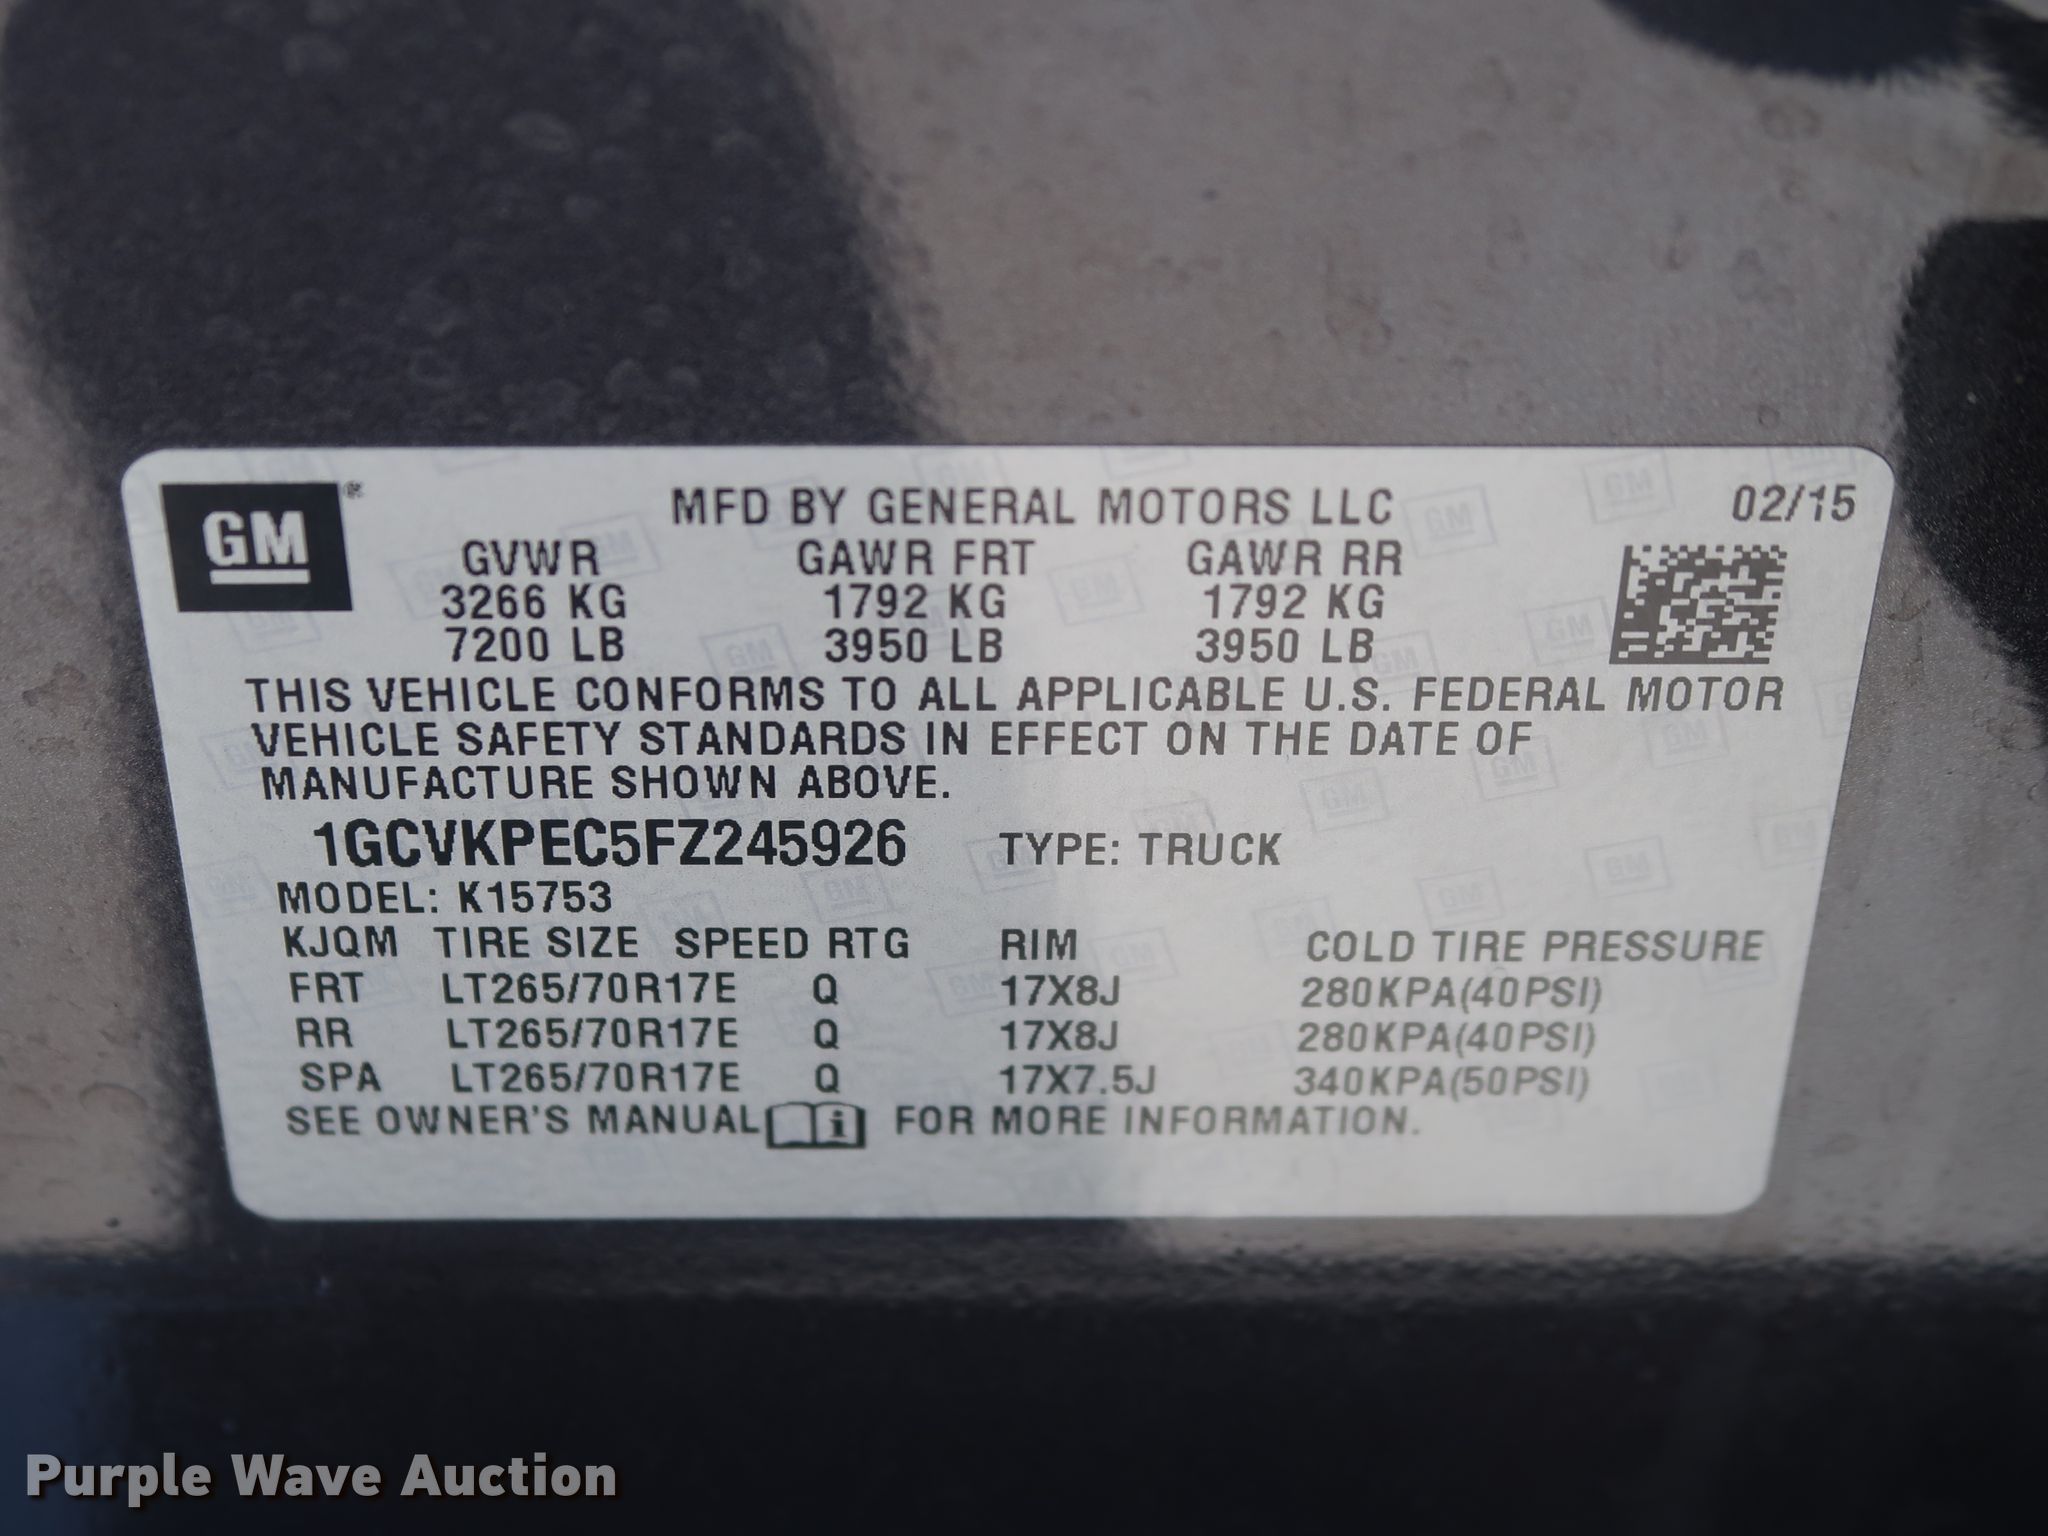 GM ®
MFD BY GENERAL MOTORS LLC 02/15
GVWR GAWR FRT GAWR RR
3266 KG 1792 KG 1792 KG
7200 LB 3950 LB 3950 LB
THIS VEHICLE CONFORMS TO ALL APPLICABLE U.S. FEDERAL MOTOR
VEHICLE SAFETY STANDARDS IN EFFECT ON THE DATE OF
MANUFACTURE SHOWN ABOVE.
1GCVKPEC5FZ245926 TYPE: TRUCK
MODEL: K15753
KJQM TIRE SIZE SPEED RTG RIM COLD TIRE PRESSURE
FRT LT265/70R17E Q 17X8J 280KPA(40PSI)
RR LT265/70R17E Q 17X8J 280KPA(40PSI)
SPA LT265/70R17E Q 17X7.5J 340KPA(50PSI)
SEE OWNER'S MANUAL i FOR MORE INFORMATION.
Purple Wave Auction